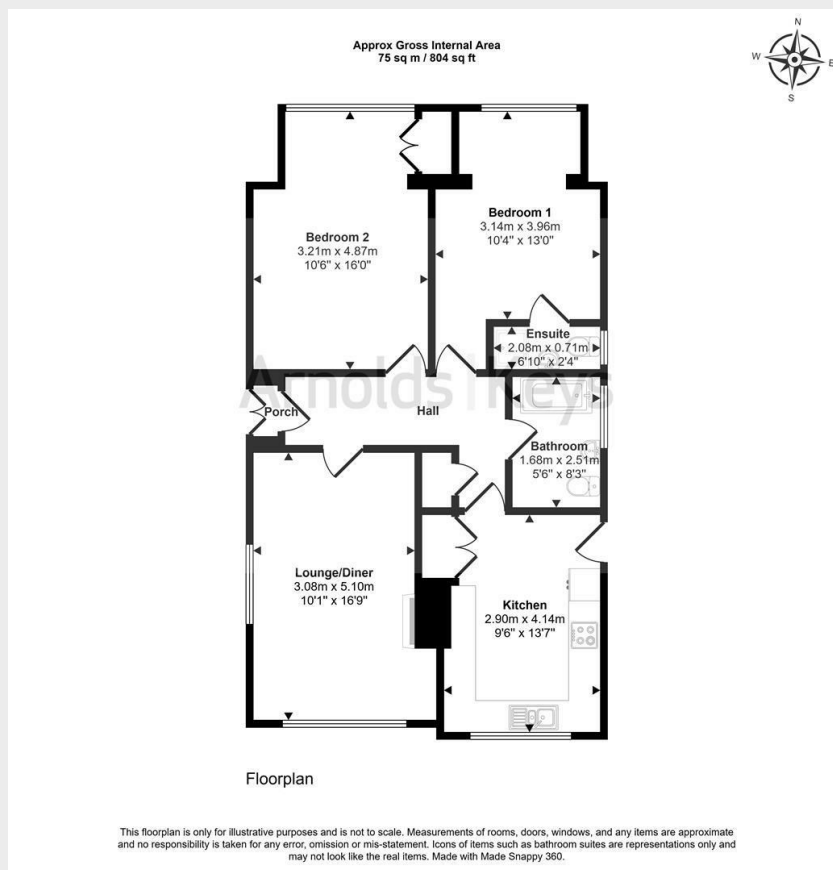 Approx Gross Internal Area
75 sq m / 804 sq ft
N
W
E
S
Bedroom 1
3.14m x 3.96m
10'4" x 13'0"
Bedroom 2
3.21m x 4.87m
10'6" x 16'0"
Ensuite
2.08m x 0.71m
6'10" x 2'4"
Arnolds|Keys
Porch
Hall
Bathroom
1.68m x 2.51m
5'6" x 8'3"
Lounge/Diner
3.08m x 5.10m
10'1" x 16'9"
Kitchen
2.90m x 4.14m
9'6" x 13'7"
Floorplan
This floorplan is only for illustrative purposes and is not to scale. Measurements of rooms, doors, windows, and any items are approximate
and no responsibility is taken for any error, omission or mis-statement. Icons of items such as bathroom suites are representations only and
may not look like the real items. Made with Made Snappy 360.